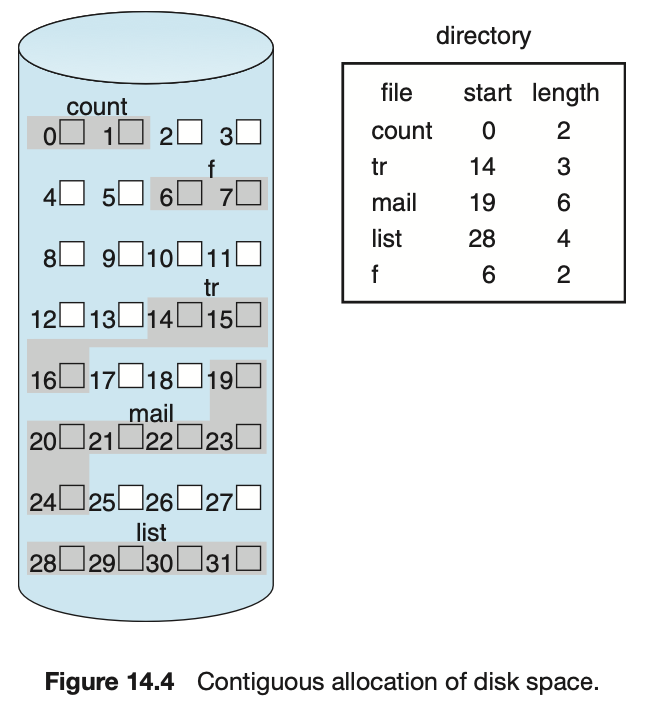 count
0 1 2 3
f
4 5 6 7
8 9 10 11
tr
12 13 14 15
16 17 18 19
mail
20 21 22 23
24 25 26 27
list
28 29 30 31
directory
file start length
count 0 2
tr 14 3
mail 19 6
list 28 4
f 6 2
Figure 14.4 Contiguous allocation of disk space.